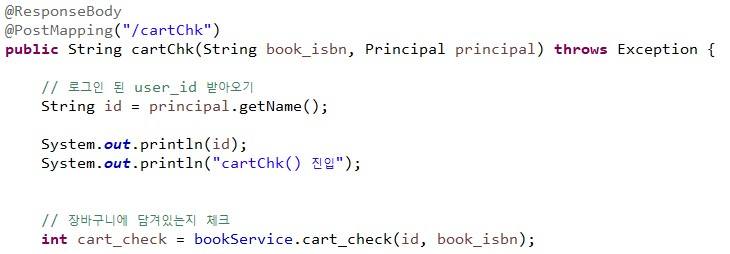 @ResponseBody
@PostMapping("/cartChk")
public String cartChk(String book_isbn, Principal principal) throws Exception {
// 로그인 된 user_id 받아오기
String id = principal.getName();
System.out.println(id);
System.out.println("cartChk() 진입");
// 장바구니에 담겨있는지 체크
int cart_check = bookService.cart_check(id, book_isbn);